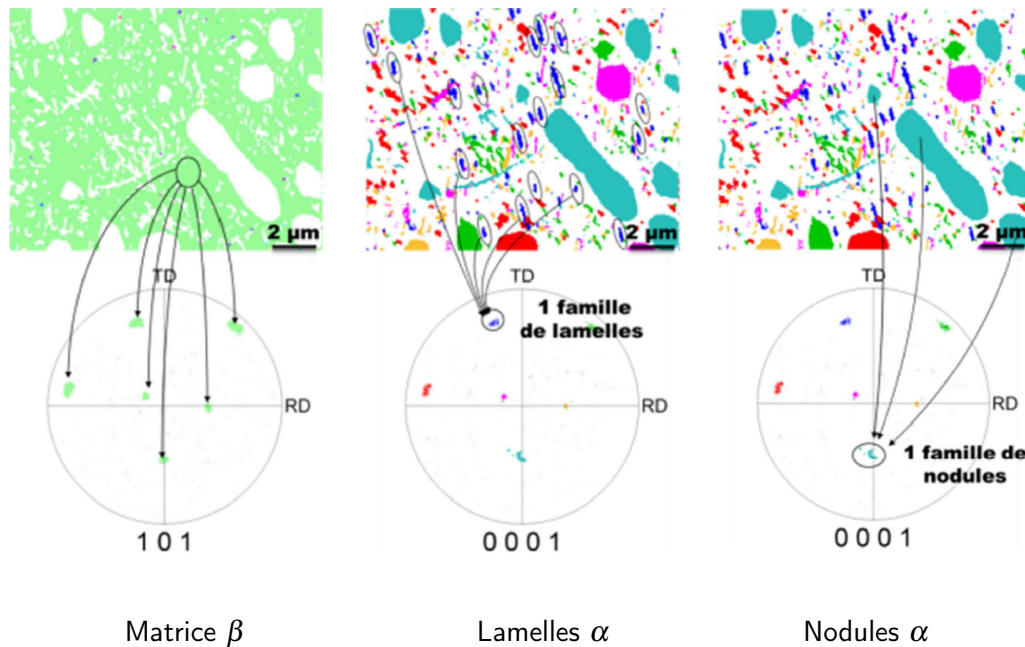 2 μm
2 μm
2 μm
TD
TD
TD
1 famille
de lamelles
RD
RD
RD
1 famille de
nodules
1 0 1
0 0 0 1
0 0 0 1
Matrice β
Lamelles α
Nodules α